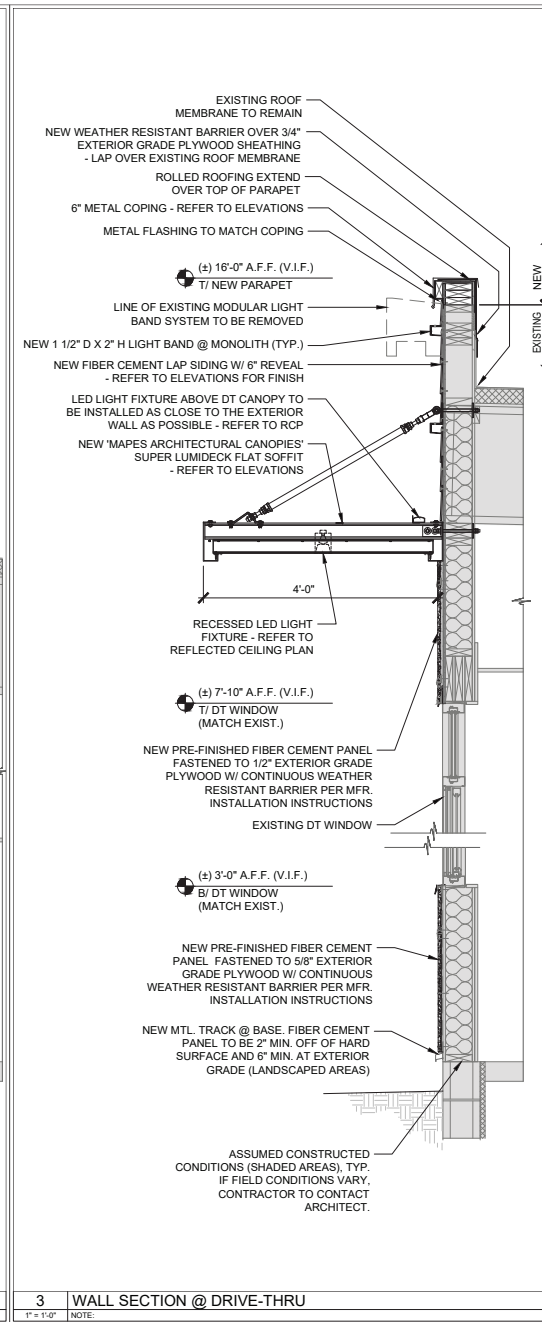 EXISTING ROOF
MEMBRANE TO REMAIN
NEW WEATHER RESISTANT BARRIER OVER 3/4"
EXTERIOR GRADE PLYWOOD SHEATHING
- LAP OVER EXISTING ROOF MEMBRANE
ROLLED ROOFING EXTEND
OVER TOP OF PARAPET
6" METAL COPING - REFER TO ELEVATIONS
METAL FLASHING TO MATCH COPING
(±) 16'-0" A.F.F. (V.I.F.)
T/ NEW PARAPET
NEW
EXISTING
LINE OF EXISTING MODULAR LIGHT
BAND SYSTEM TO BE REMOVED
NEW 1 1/2" D X 2" H LIGHT BAND @ MONOLITH (TYP.)
NEW FIBER CEMENT LAP SIDING W/ 6" REVEAL
- REFER TO ELEVATIONS FOR FINISH
LED LIGHT FIXTURE ABOVE DT CANOPY TO
BE INSTALLED AS CLOSE TO THE EXTERIOR
WALL AS POSSIBLE - REFER TO RCP
NEW 'MAPES ARCHITECTURAL CANOPIES'
SUPER LUMIDECK FLAT SOFFIT
- REFER TO ELEVATIONS
4'-0"
RECESSED LED LIGHT
FIXTURE - REFER TO
REFLECTED CEILING PLAN
(±) 7'-10" A.F.F. (V.I.F.)
T/ DT WINDOW
(MATCH EXIST.)
NEW PRE-FINISHED FIBER CEMENT PANEL
FASTENED TO 1/2" EXTERIOR GRADE
PLYWOOD W/ CONTINUOUS WEATHER
RESISTANT BARRIER PER MFR.
INSTALLATION INSTRUCTIONS
EXISTING DT WINDOW
(±) 3'-0" A.F.F. (V.I.F.)
B/ DT WINDOW
(MATCH EXIST.)
NEW PRE-FINISHED FIBER CEMENT
PANEL FASTENED TO 5/8" EXTERIOR
GRADE PLYWOOD W/ CONTINUOUS
WEATHER RESISTANT BARRIER PER MFR.
INSTALLATION INSTRUCTIONS
NEW MTL. TRACK @ BASE. FIBER CEMENT
PANEL TO BE 2" MIN. OFF OF HARD
SURFACE AND 6" MIN. AT EXTERIOR
GRADE (LANDSCAPED AREAS)
ASSUMED CONSTRUCTED
CONDITIONS (SHADED AREAS), TYP.
IF FIELD CONDITIONS VARY,
CONTRACTOR TO CONTACT
ARCHITECT.
3 WALL SECTION @ DRIVE-THRU
1" = 1'-0" NOTE: